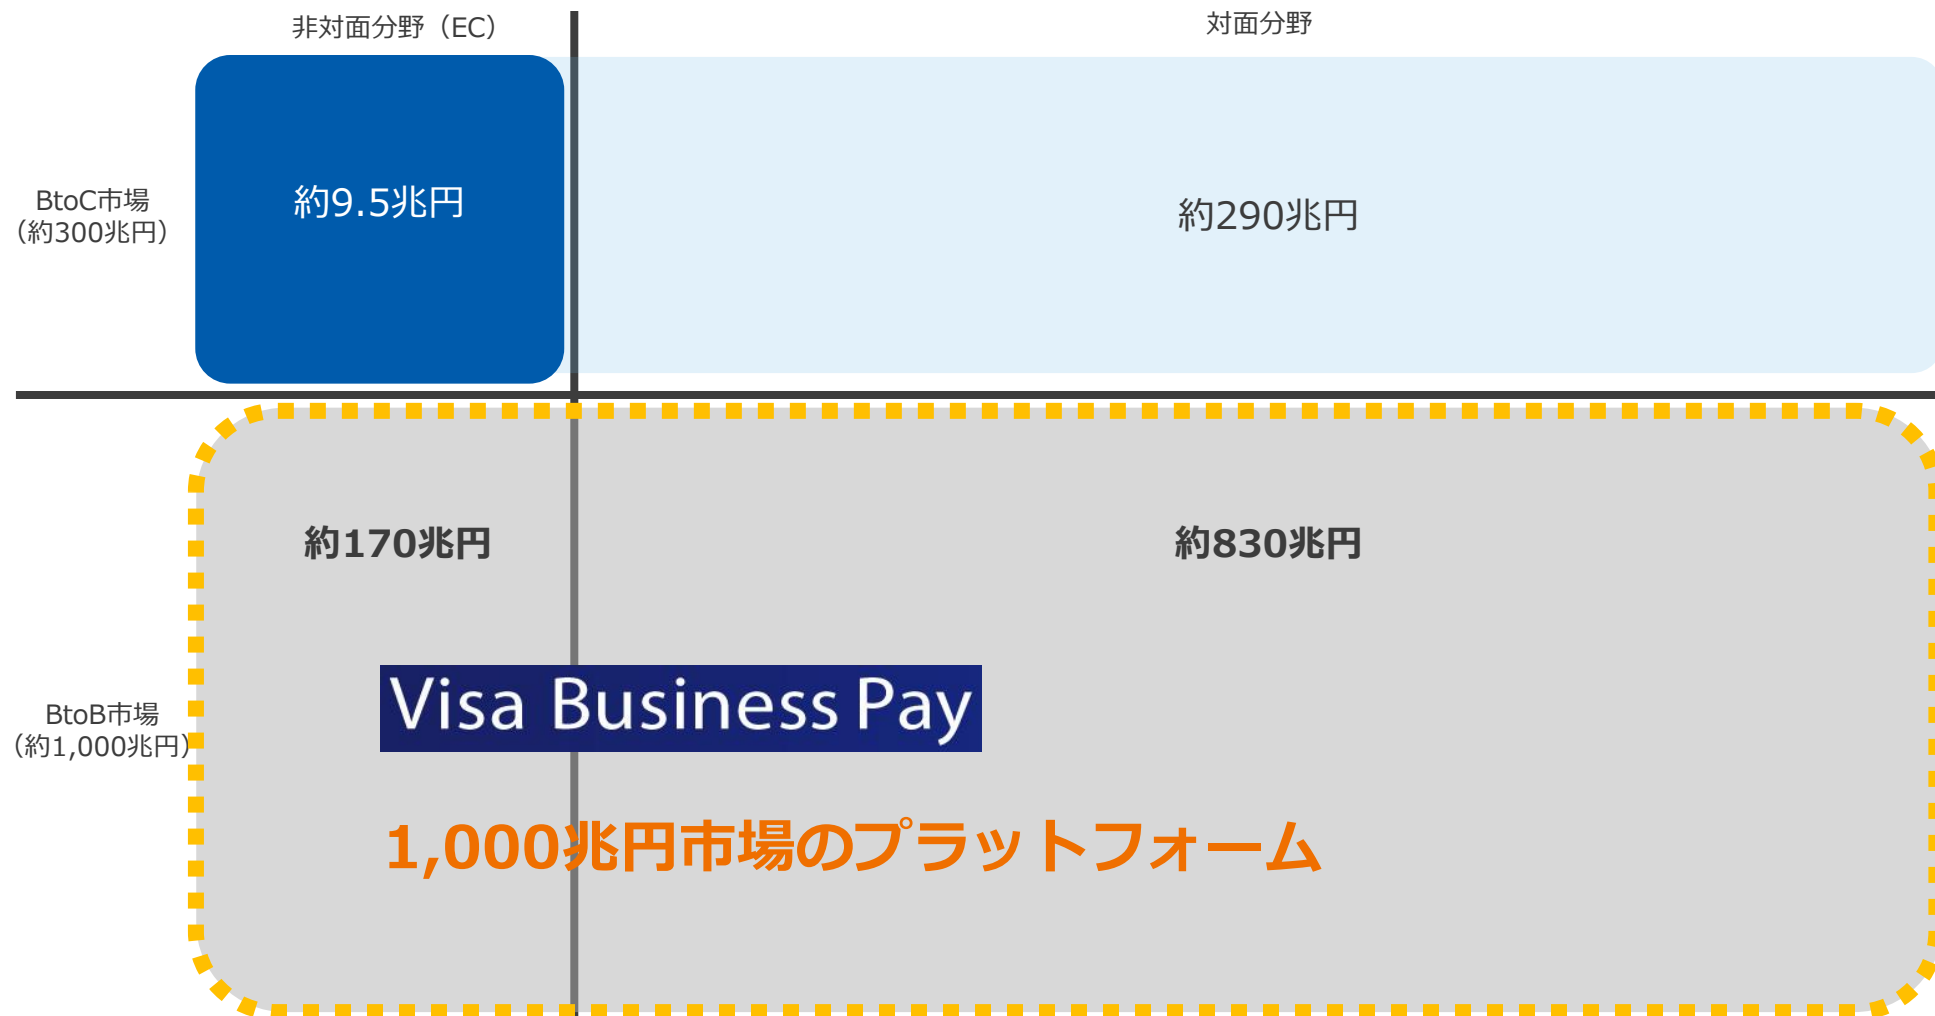 非対面分野（EC）
対面分野
BtoC市場
（約300兆円）
約9.5兆円
約290兆円
約170兆円
約830兆円
BtoB市場
（約1,000兆円）
Visa Business Pay
1,000兆円市場のプラットフォーム